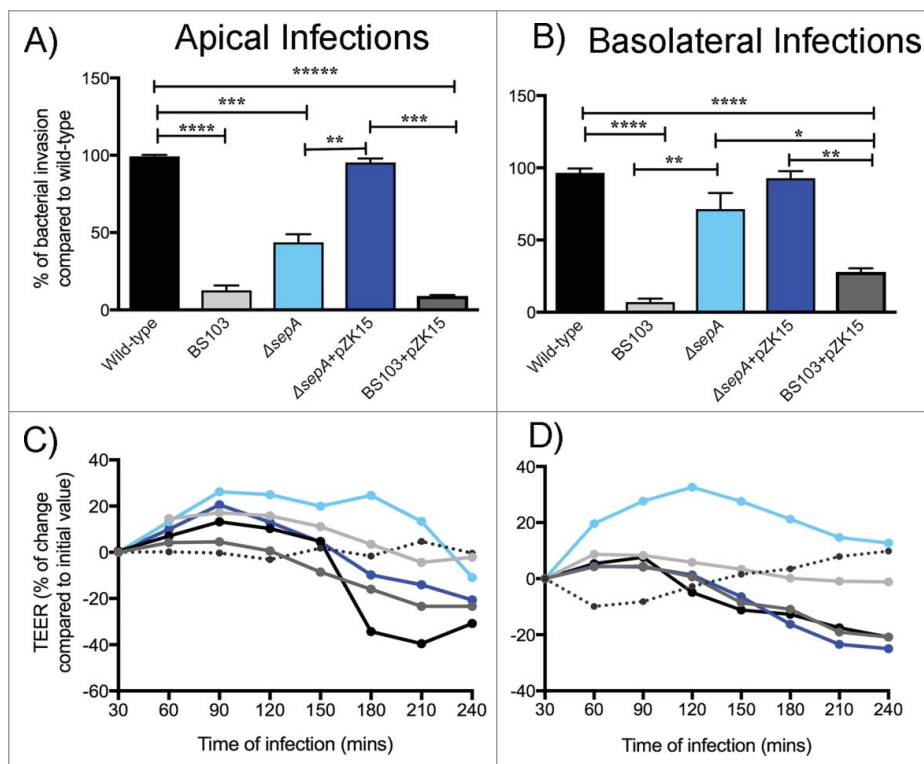 A) Apical Infections
% of bacterial invasion
compared to wild-type
150
100
50
0
*****
***
****
**
***
Wild-type
BS103
ΔsepA
ΔsepA+pZK15
BS103+pZK15
B) Basolateral Infections
150
100
50
0
****
****
*
**
**
Wild-type
BS103
ΔsepA
ΔsepA+pZK15
BS103+pZK15
C)
TEER (% of change
compared to initial value)
40
20
0
-20
-40
-60
30 60 90 120 150 180 210 240
Time of infection (mins)
D)
40
20
0
-20
-40
30 60 90 120 150 180 210 240
Time of infection (mins)